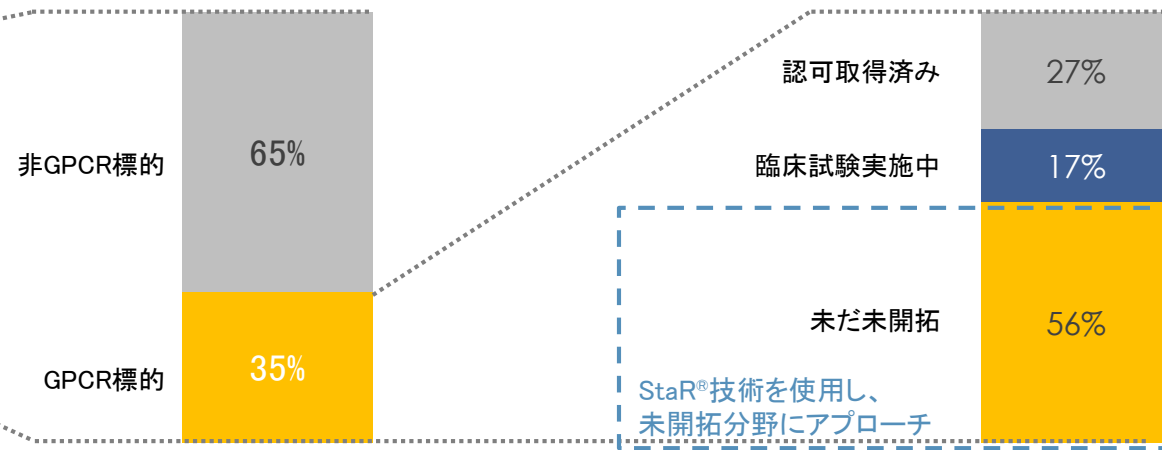 非GPCR標的
65%
GPCR標的
35%
認可取得済み
27%
臨床試験実施中
17%
未だ未開拓
56%
StaR®技術を使用し、
未開拓分野にアプローチ